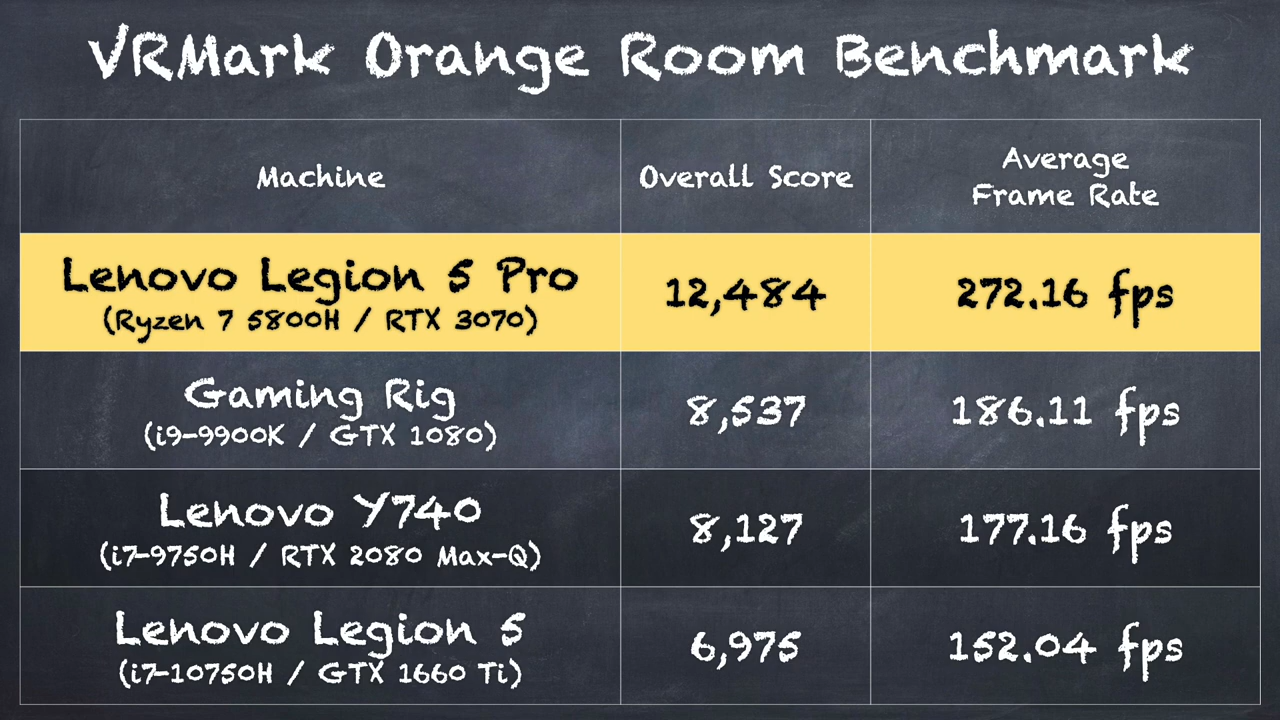 VRMark Orange Room Benchmark
Machine
Overall Score
Average
Frame Rate
Lenovo Legion 5 Pro
(Ryzen 7 5800H / RTX 3070)
12,484
272.16 fps
Gaming Rig
(i9-9900K / GTX 1080)
8,537
186.11 fps
Lenovo Y740
(i7-9750H / RTX 2080 Max-Q)
8,127
177.16 fps
Lenovo Legion 5
(i7-10750H / GTX 1660 Ti)
6,975
152.04 fps